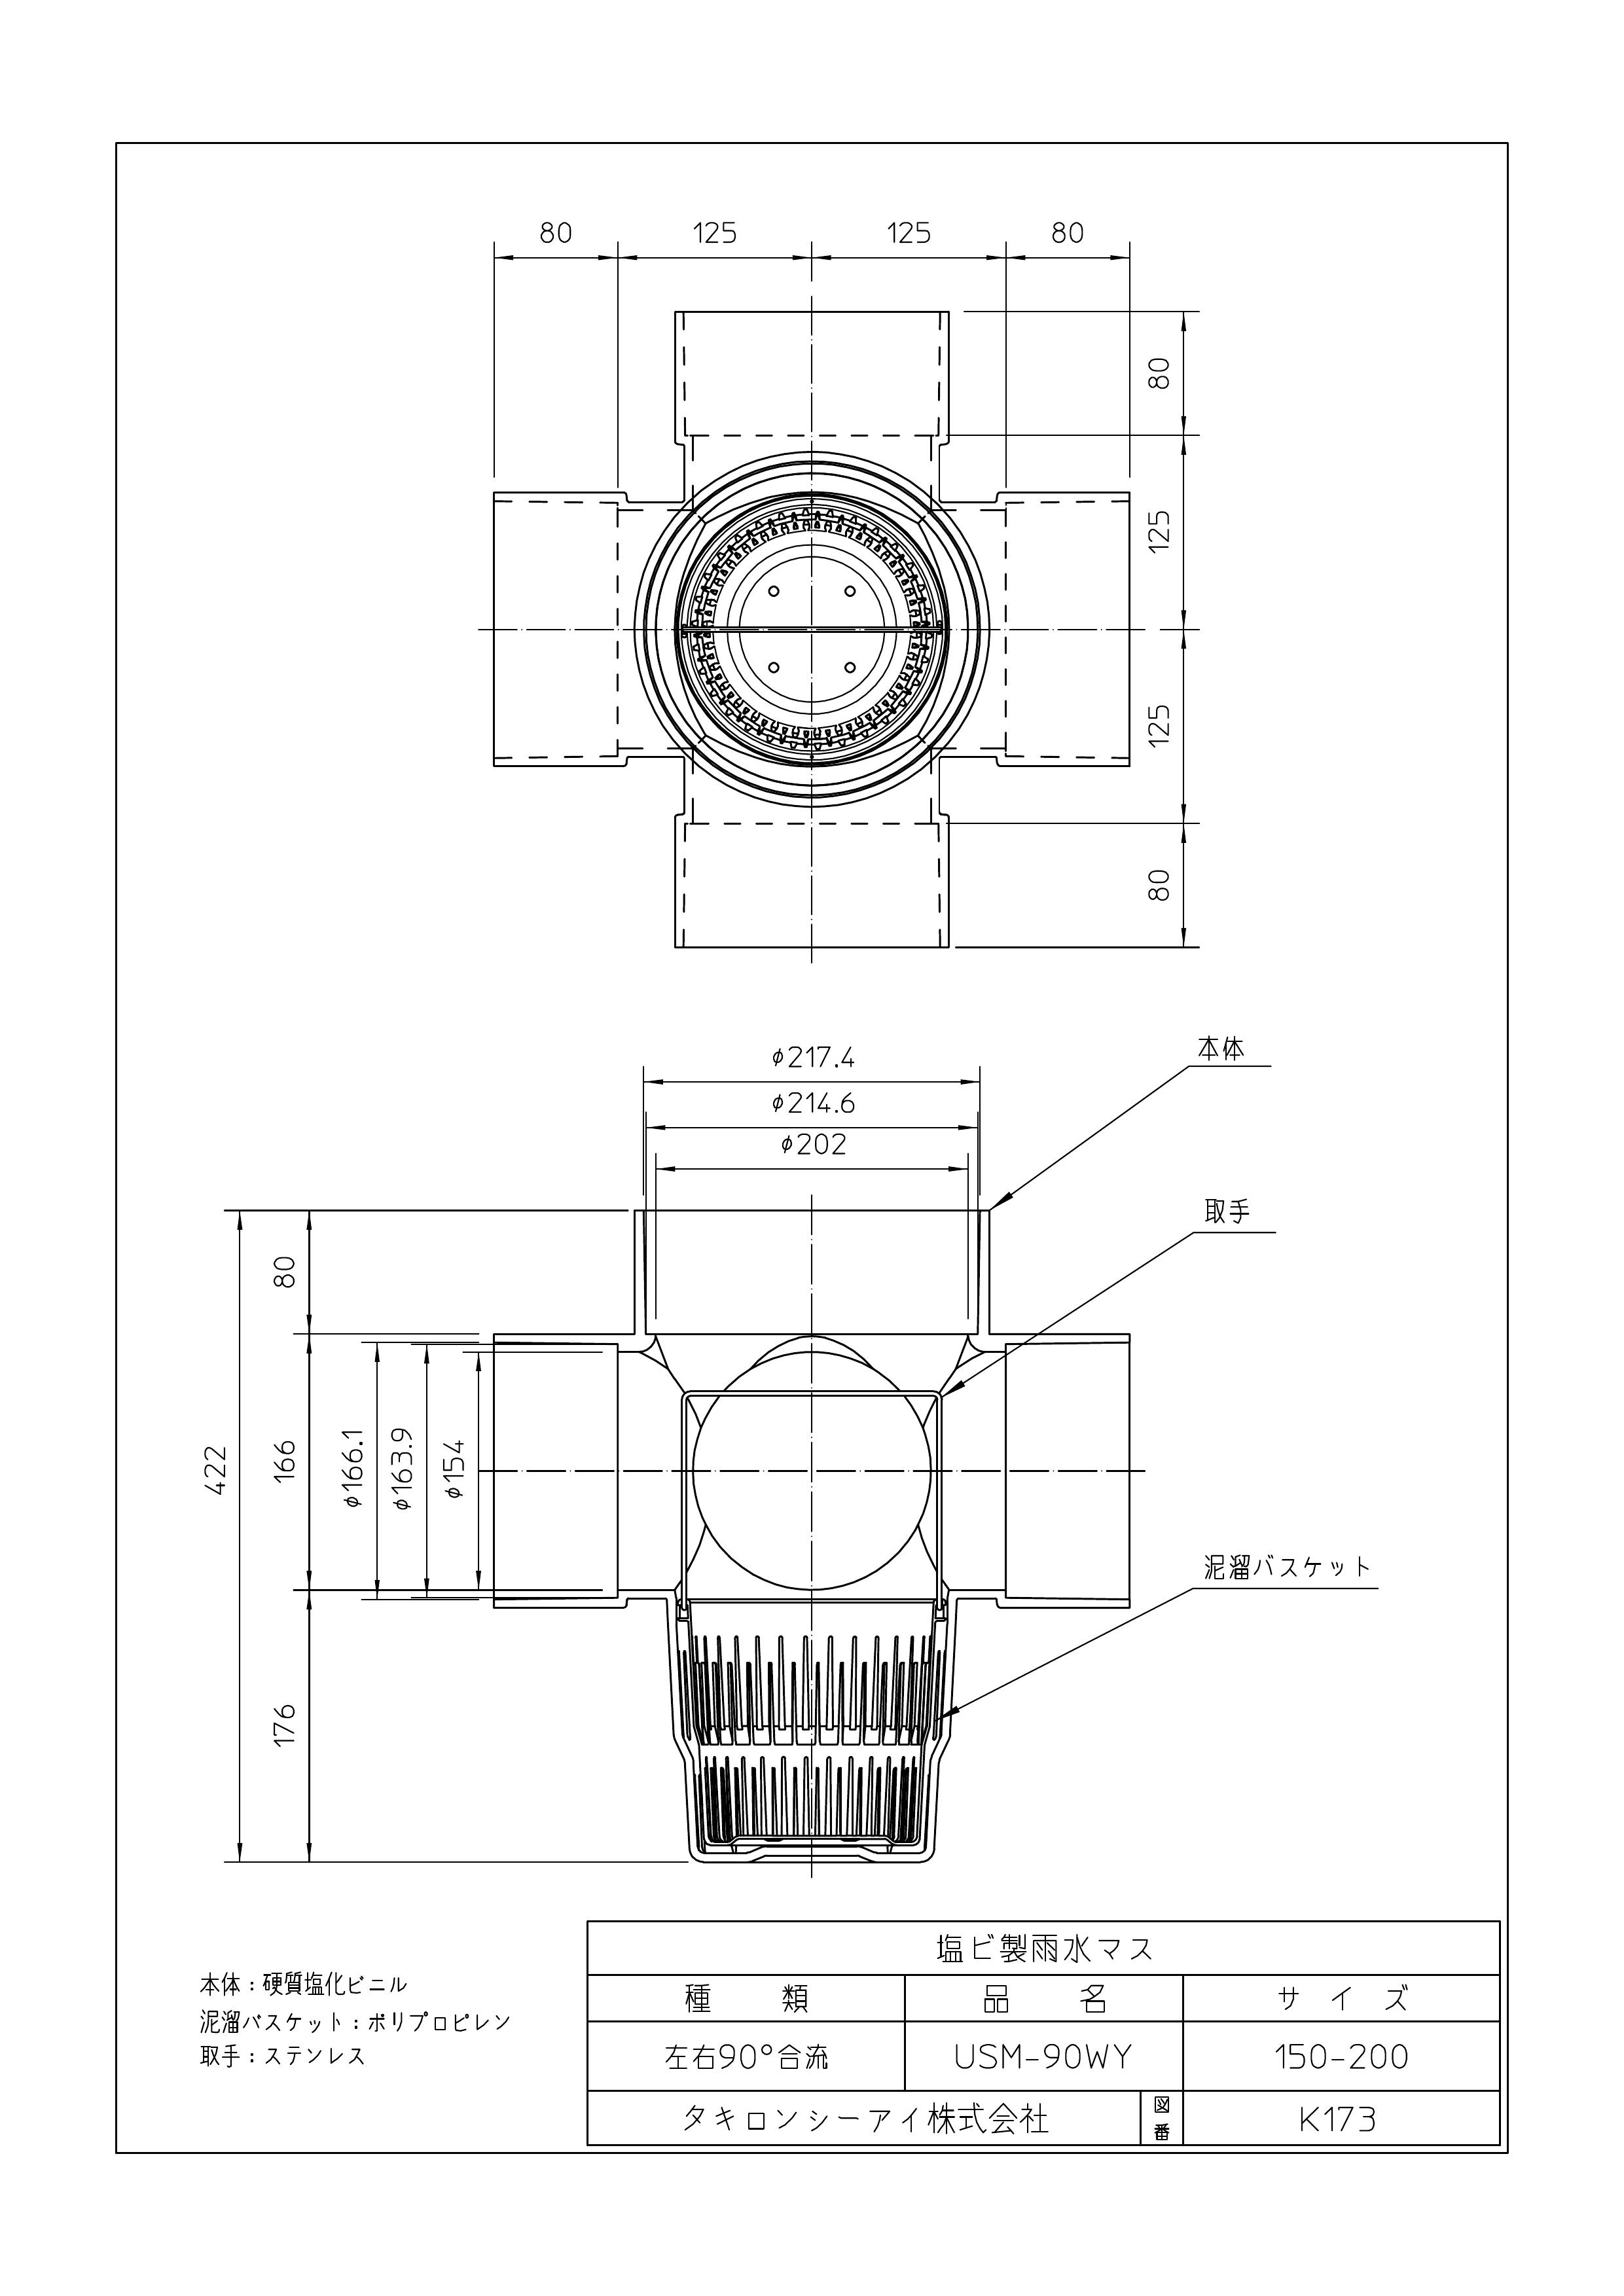 80 125 125 80
80
125
125
80
φ217.4
φ214.6
φ202
本体
取手
泥溜バスケット
422
80
166
176
φ166.1
φ163.9
φ154
本体：硬質塩化ビニル
泥溜バスケット：ポリプロピレン
取手：ステンレス
塩ビ製雨水マス
種 類 品 名 サ イ ズ
左右90°合流 USM-90WY 150-200
タキロンシーアイ株式会社 図番 K173